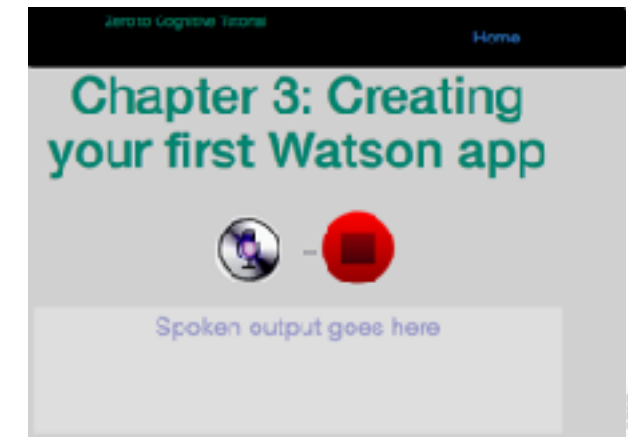 Zero to Cognitive Tutorial
Home
Chapter 3: Creating
your first Watson app
-
Spoken output goes here